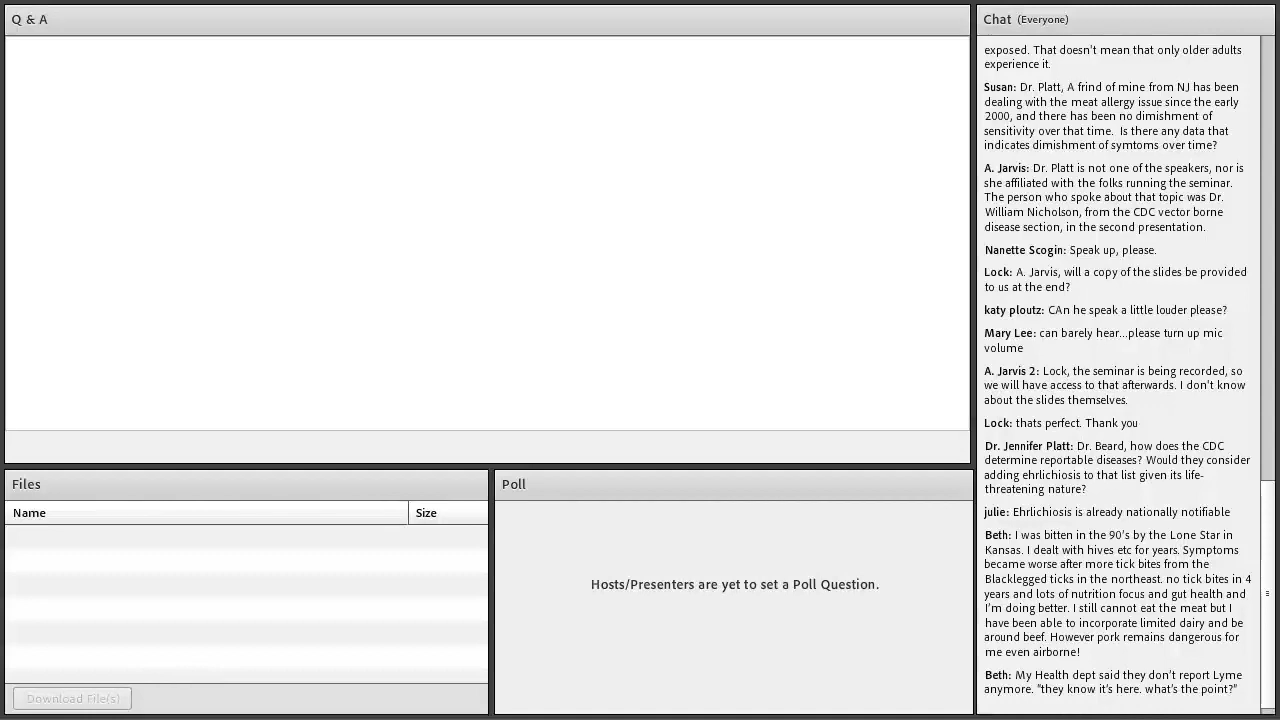 Q & A
Chat (Everyone)
exposed. That doesn't mean that only older adults
experience it.
Susan: Dr. Platt, A frind of mine from NJ has been
dealing with the meat allergy issue since the early
2000, and there has been no dimishment of
sensitivity over that time. Is there any data that
indicates dimishment of symtoms over time?
A. Jarvis: Dr. Platt is not one of the speakers, nor is
she affiliated with the folks running the seminar.
The person who spoke about that topic was Dr.
William Nicholson, from the CDC vector borne
disease section, in the second presentation.
Nanette Scogin: Speak up, please.
Lock: A. Jarvis, will a copy of the slides be provided
to us at the end?
katy ploutz: CAn he speak a little louder please?
Mary Lee: can barely hear...please turn up mic
volume
A. Jarvis 2: Lock, the seminar is being recorded, so
we will have access to that afterwards. I don't know
about the slides themselves.
Lock: thats perfect. Thank you
Dr. Jennifer Platt: Dr. Beard, how does the CDC
determine reportable diseases? Would they consider
adding ehrlichiosis to that list given its life-
threatening nature?
julie: Ehrlichiosis is already nationally notifiable
Beth: I was bitten in the 90's by the Lone Star in
Kansas. I dealt with hives etc for years. Symptoms
became worse after more tick bites from the
Blacklegged ticks in the northeast. no tick bites in 4
years and lots of nutrition focus and gut health and
I'm doing better. I still cannot eat the meat but I
have been able to incorporate limited dairy and be
around beef. However pork remains dangerous for
me even airborne!
Beth: My Health dept said they don't report Lyme
anymore. "they know it's here. what's the point?"
Files
Name Size
Download File(s)
Poll
Hosts/Presenters are yet to set a Poll Question.